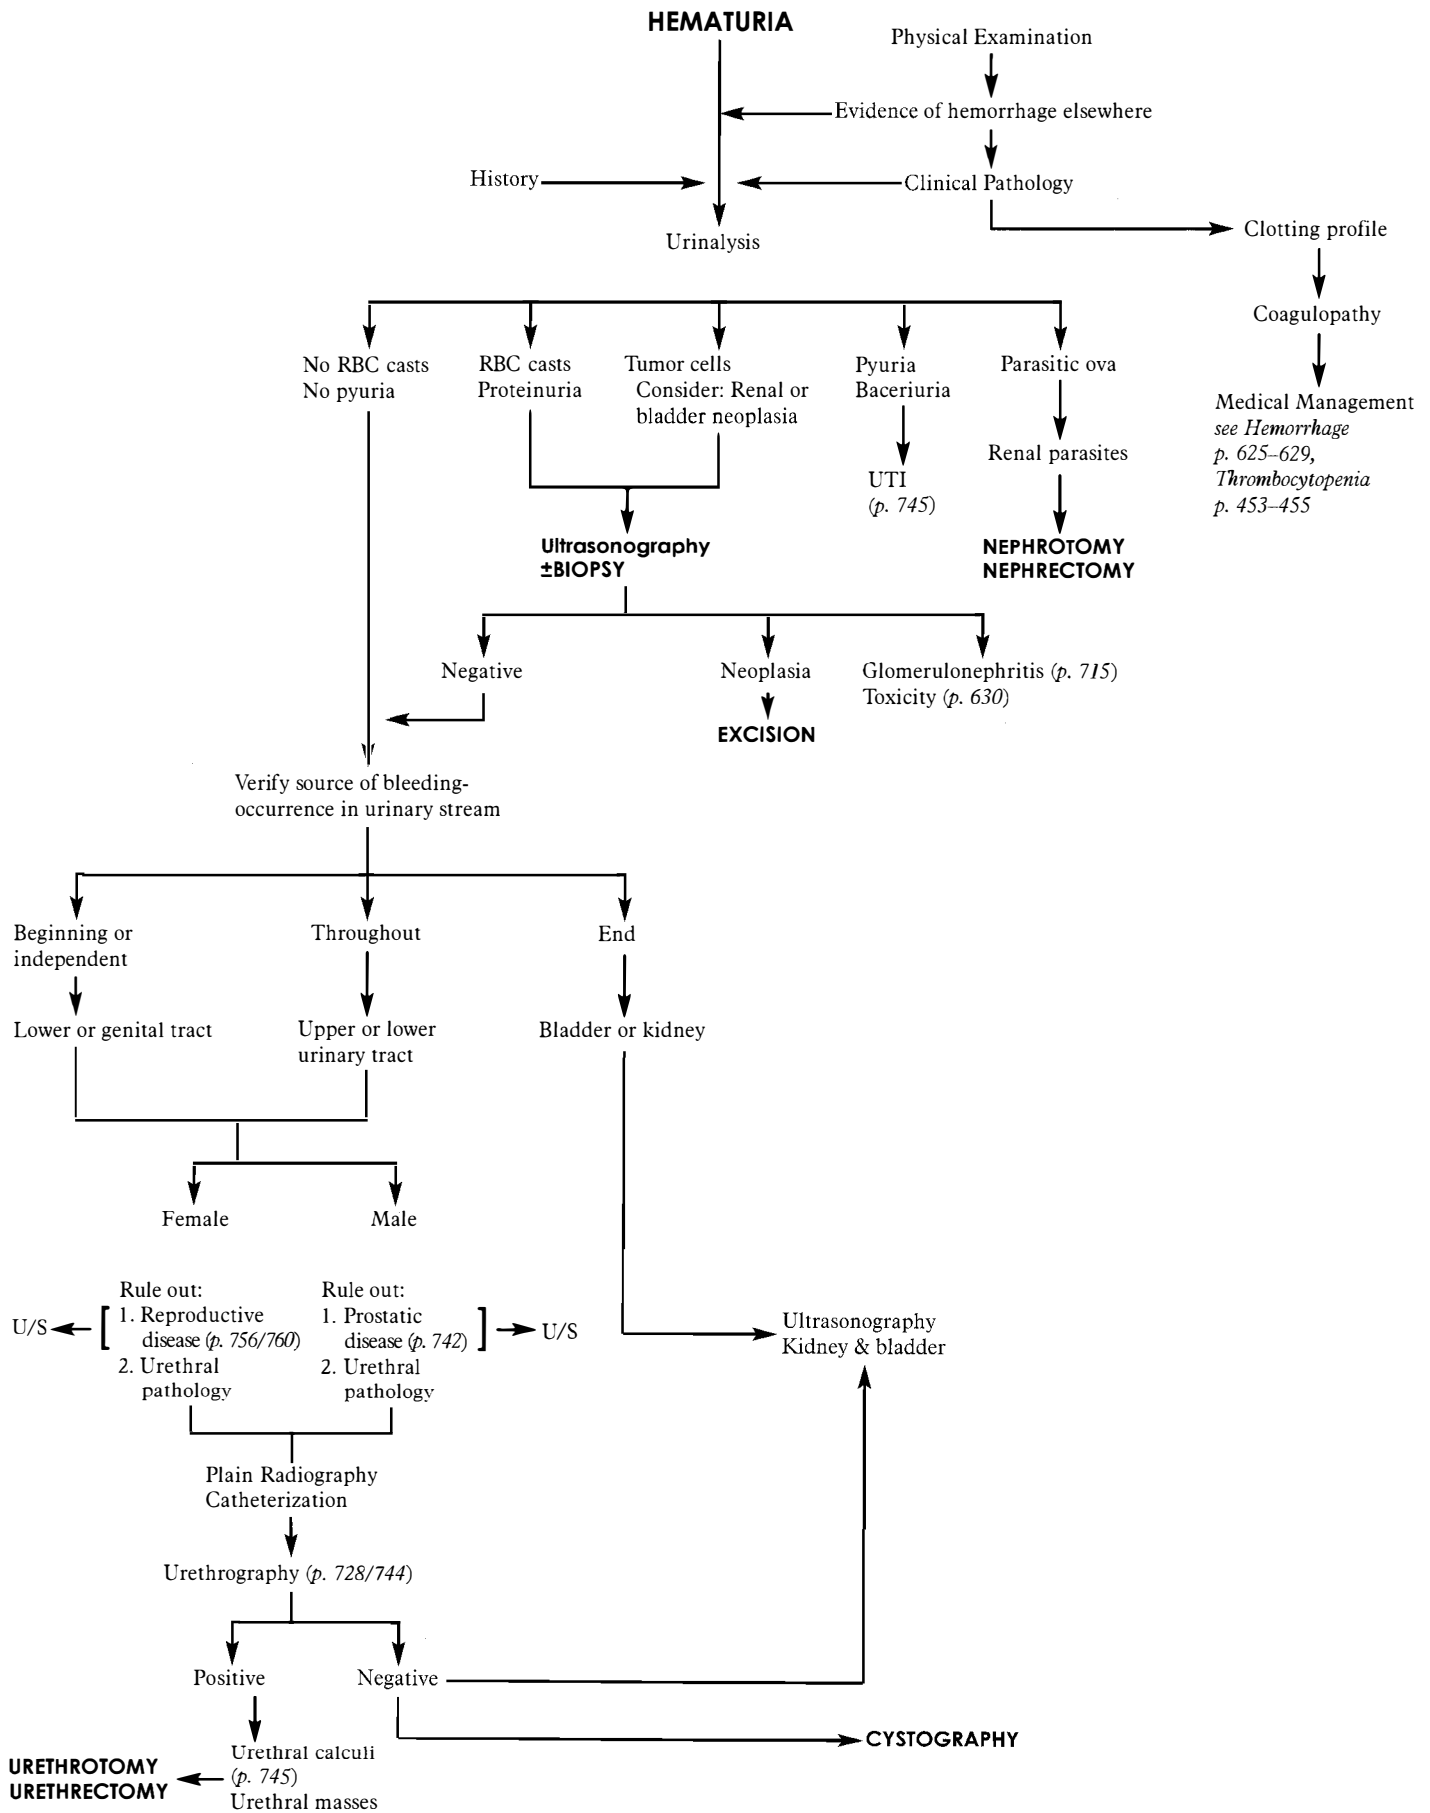 HEMATURIA
Physical Examination
Evidence of hemorrhage elsewhere
History
Clinical Pathology
Urinalysis
Clotting profile
Coagulopathy
Medical Management
see Hemorrhage
p. 625–629,
Thrombocytopenia
p. 453–455
No RBC casts
No pyuria
RBC casts
Proteinuria
Tumor cells
Consider: Renal or
bladder neoplasia
Pyuria
Baceriuria
Parasitic ova
UTI
(p. 745)
Renal parasites
Ultrasonography
±BIOPSY
NEPHROTOMY
NEPHRECTOMY
Negative
Neoplasia
Glomerulonephritis (p. 715)
Toxicity (p. 630)
EXCISION
Verify source of bleeding-
occurrence in urinary stream
Beginning or
independent
Throughout
End
Lower or genital tract
Upper or lower
urinary tract
Bladder or kidney
Female
Male
U/S
[
Rule out:
1. Reproductive
disease (p. 756/760)
2. Urethral
pathology
Rule out:
1. Prostatic
disease (p. 742)
2. Urethral
pathology
]
U/S
Ultrasonography
Kidney & bladder
Plain Radiography
Catheterization
Urethrography (p. 728/744)
Positive
Negative
CYSTOGRAPHY
URETHROTOMY
URETHRECTOMY
Urethral calculi
(p. 745)
Urethral masses